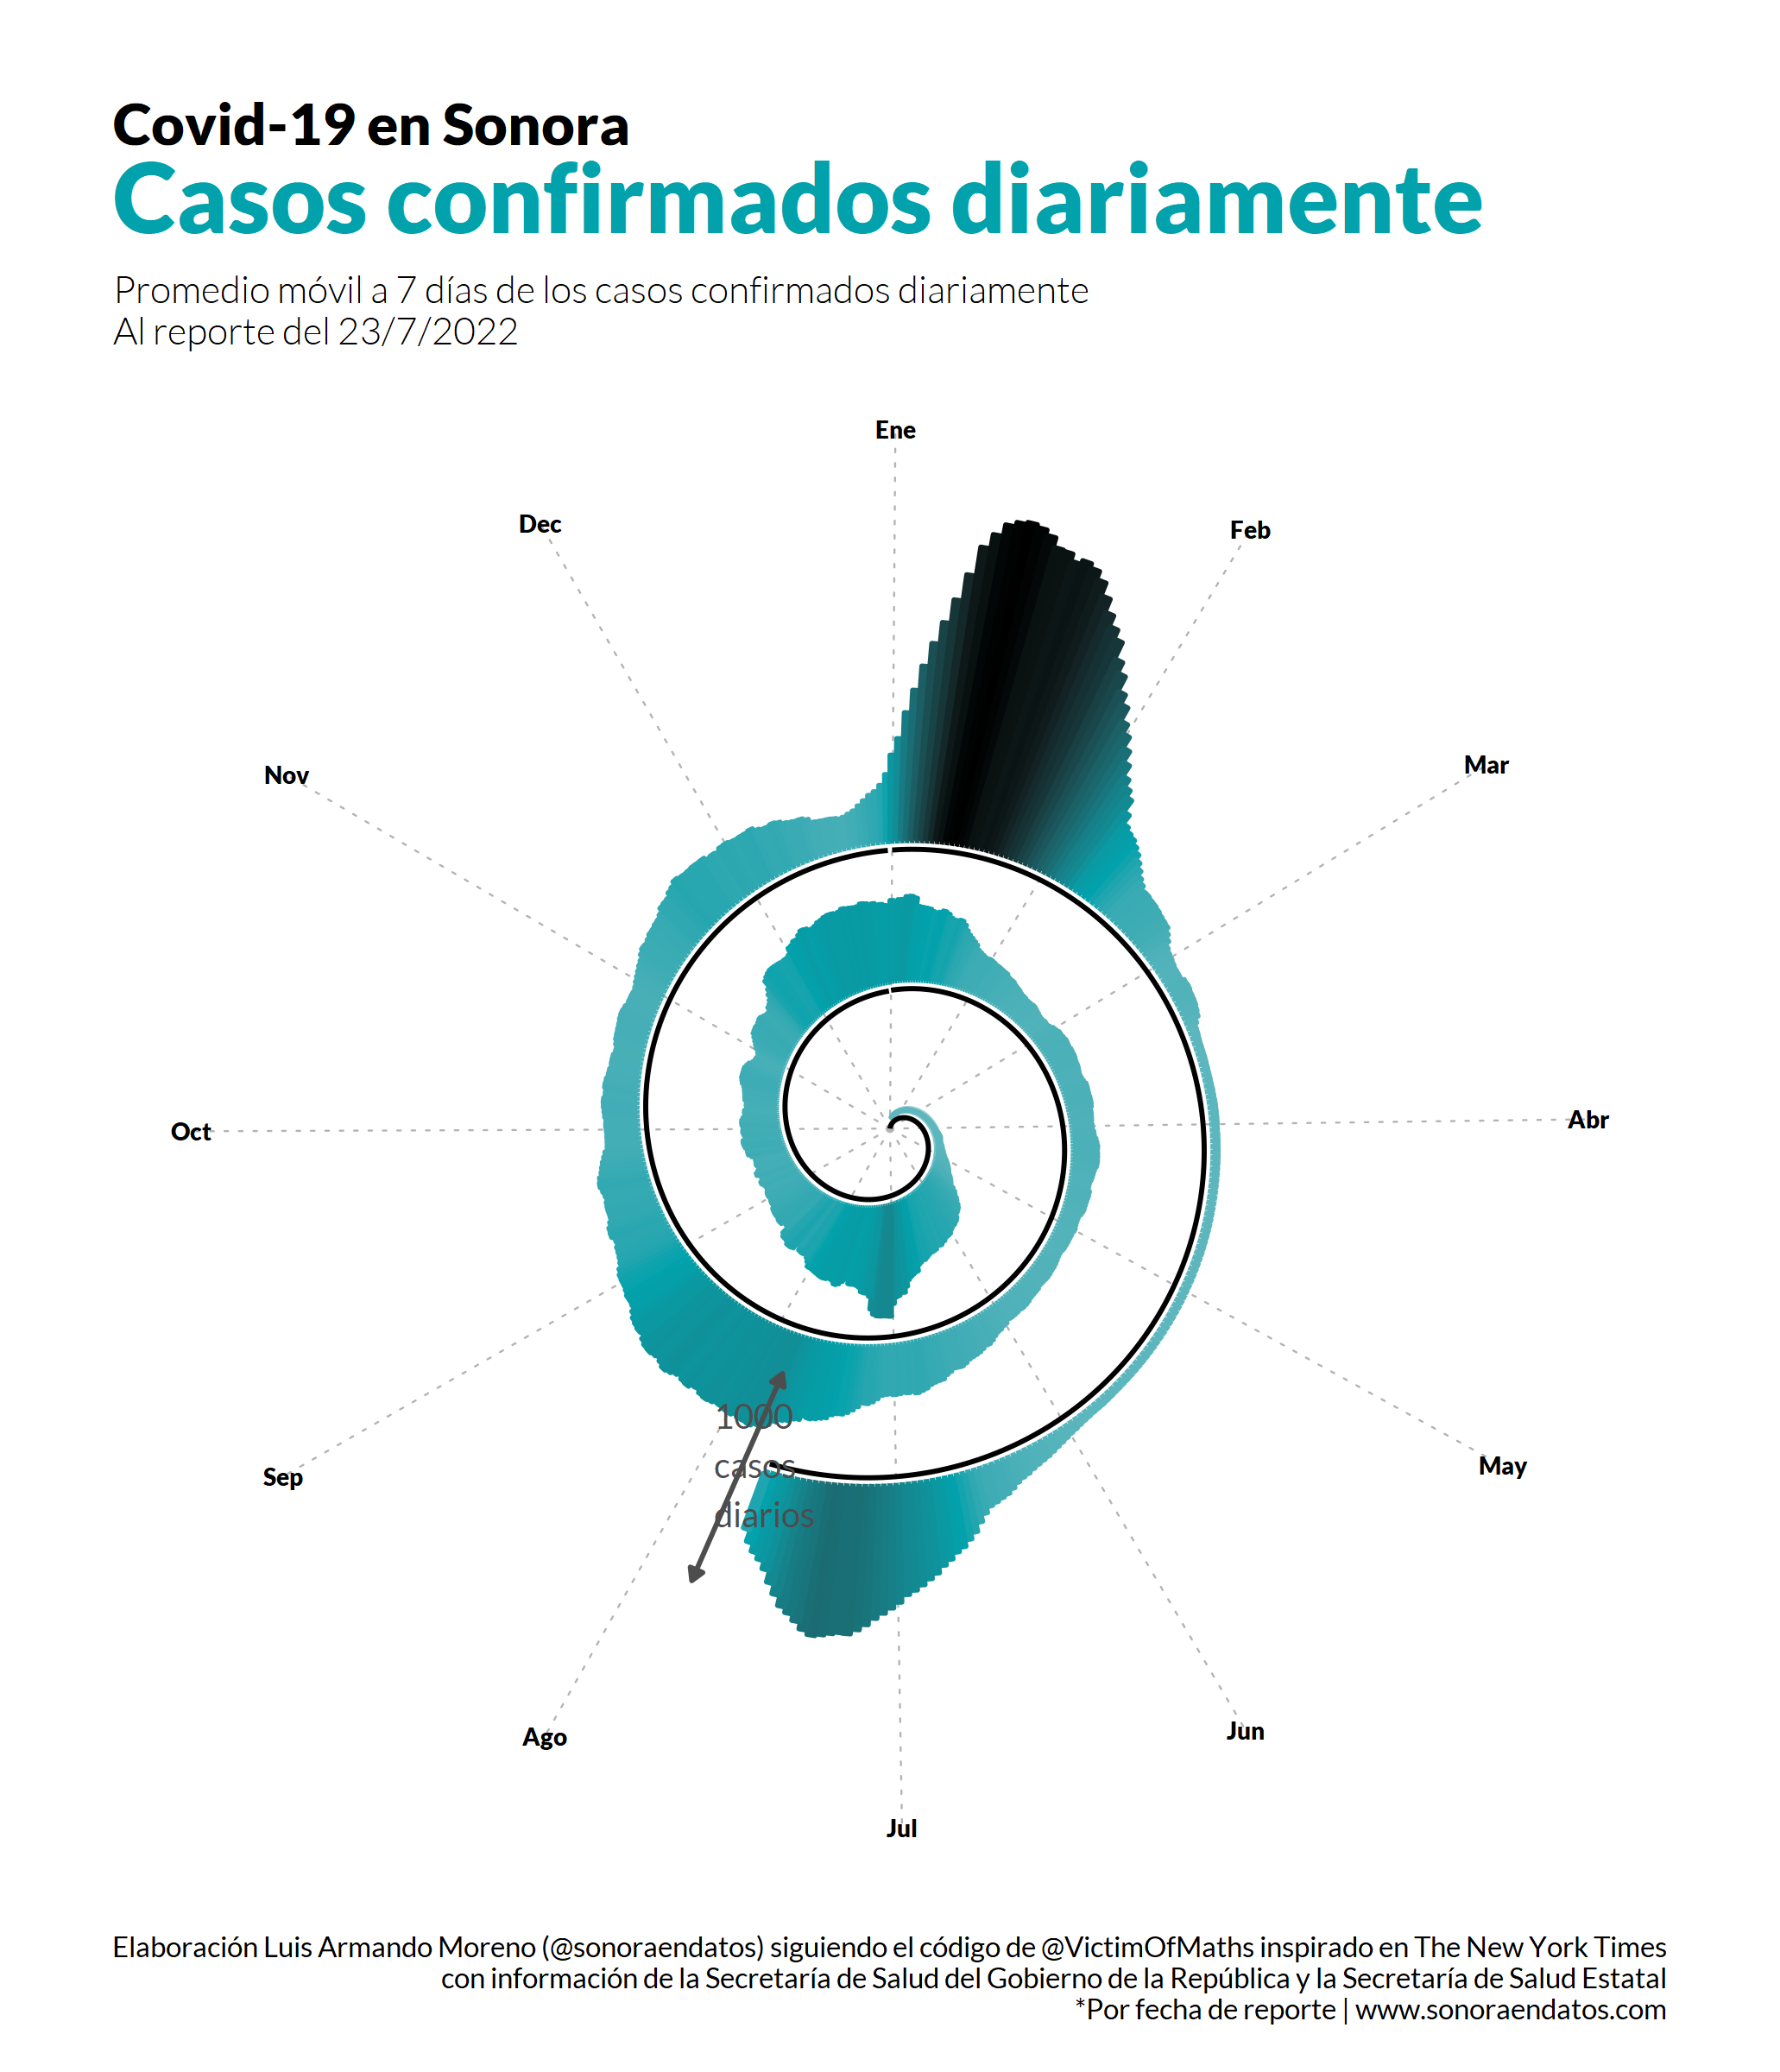 Covid-19 en Sonora
Casos confirmados diariamente
Promedio móvil a 7 días de los casos confirmados diariamente
Al reporte del 23/7/2022
Ene
Dec
Feb
Nov
Mar
Oct
Abr
1000
casos
diarios
Sep
May
Ago
Jun
Jul
Elaboración Luis Armando Moreno (@sonoraendatos) siguiendo el código de @VictimOfMaths inspirado en The New York Times
con información de la Secretaría de Salud del Gobierno de la República y la Secretaría de Salud Estatal
*Por fecha de reporte | www.sonoraendatos.com